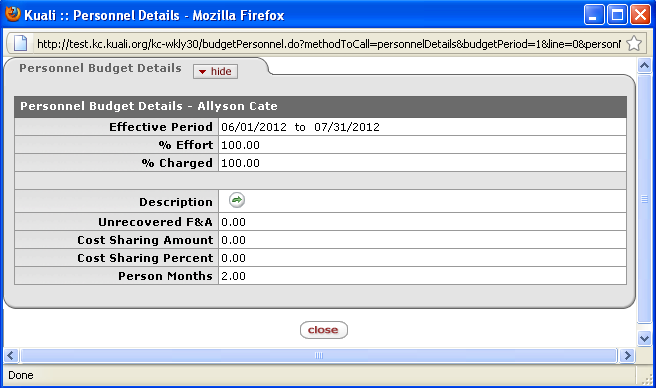 Kuali :: Personnel Details - Mozilla Firefox
http://test.kc.kuali.org/kc-wkly30/budgetPersonnel.do?methodToCall=personnelDetails&budgetPeriod=1&line=0&person
Personnel Budget Details hide
Personnel Budget Details - Allyson Cate
Effective Period 06/01/2012 to 07/31/2012
% Effort 100.00
% Charged 100.00
Description
Unrecovered F&A 0.00
Cost Sharing Amount 0.00
Cost Sharing Percent 0.00
Person Months 2.00
close
Done